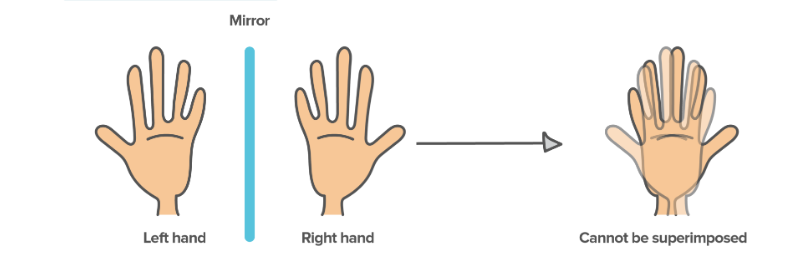 Mirror
Left hand
Right hand
Cannot be superimposed